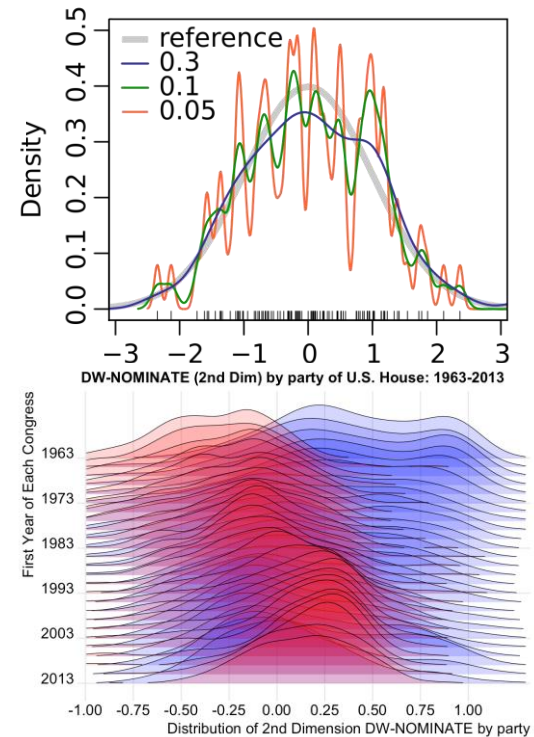 0.5
0.4
0.3
0.2
0.1
0.0
Density
reference
0.3
0.1
0.05
−3 −2 −1 0 1 2 3
DW-NOMINATE (2nd Dim) by party of U.S. House: 1963-2013
First Year of Each Congress
1963
1973
1983
1993
2003
2013
-1.00 -0.75 -0.50 -0.25 0.00 0.25 0.50 0.75 1.00
Distribution of 2nd Dimension DW-NOMINATE by party